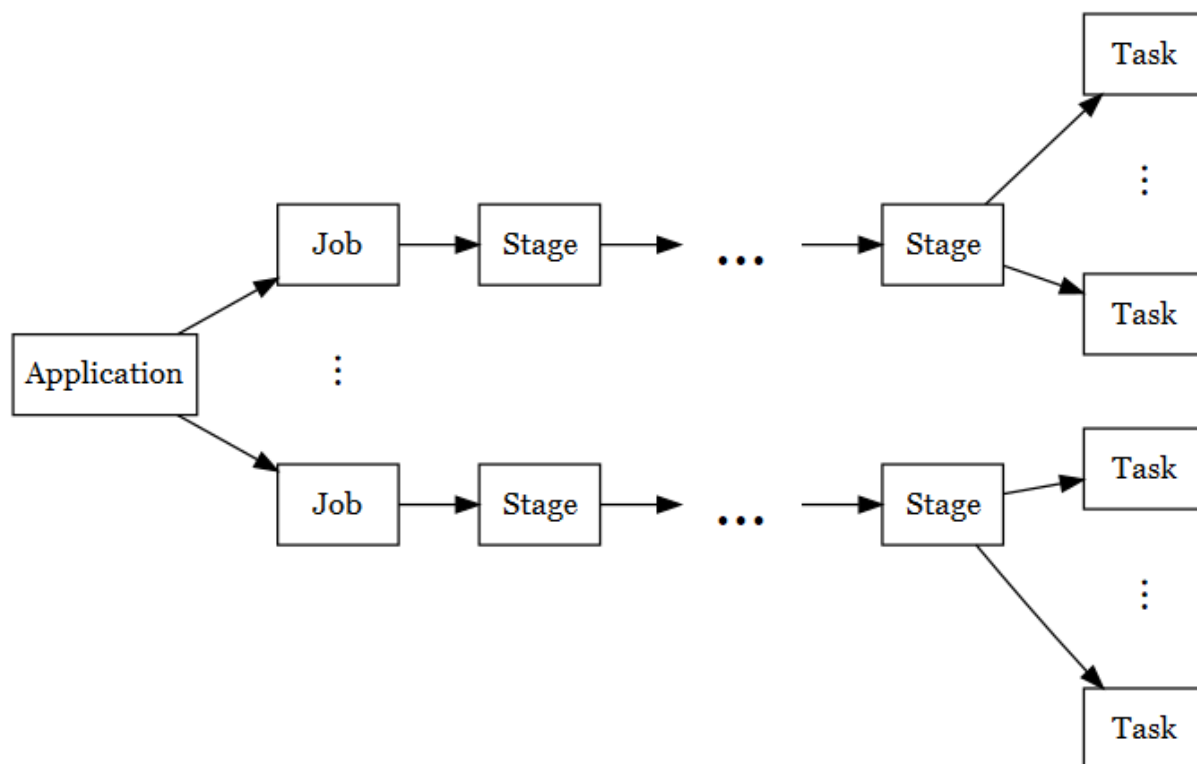 Task
⋮
Job
Stage
...
Stage
Task
Application
⋮
Task
Job
Stage
...
Stage
⋮
Task